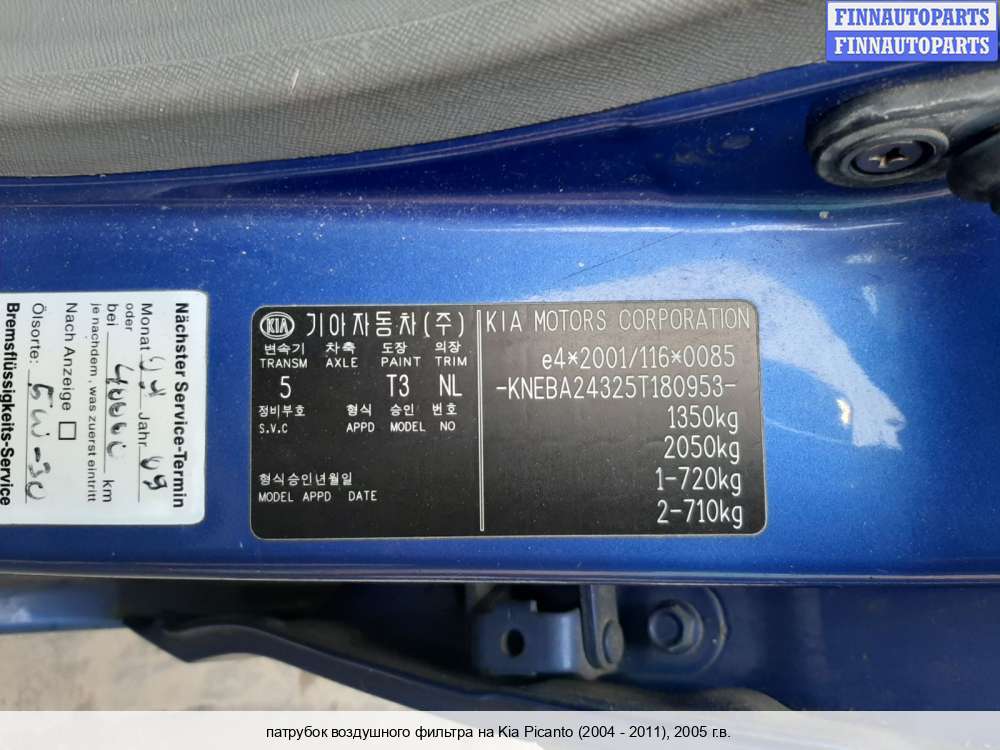 FINNAUTOPARTS
FINNAUTOPARTS
Nächster Service-Termin
Monat Jahr 09
oder
bei km
je nachdem, was zuerst eintritt
Nach Anzeige
Ölsorte: 5W-30
Bremsflüssigkeits-Service
KIA 기아자동차(주)
변속기 차축 도장 의장
TRANSM AXLE PAINT TRIM
5 T3 NL
정비부호 형식 승인 번호
S.V.C APPD MODEL NO
형식승인년월일
MODEL APPD DATE
KIA MOTORS CORPORATION
e4*2001/116*0085
-KNEBA24325T180953-
1350kg
2050kg
1-720kg
2-710kg
патрубок воздушного фильтра на Kia Picanto (2004 - 2011), 2005 г.в.